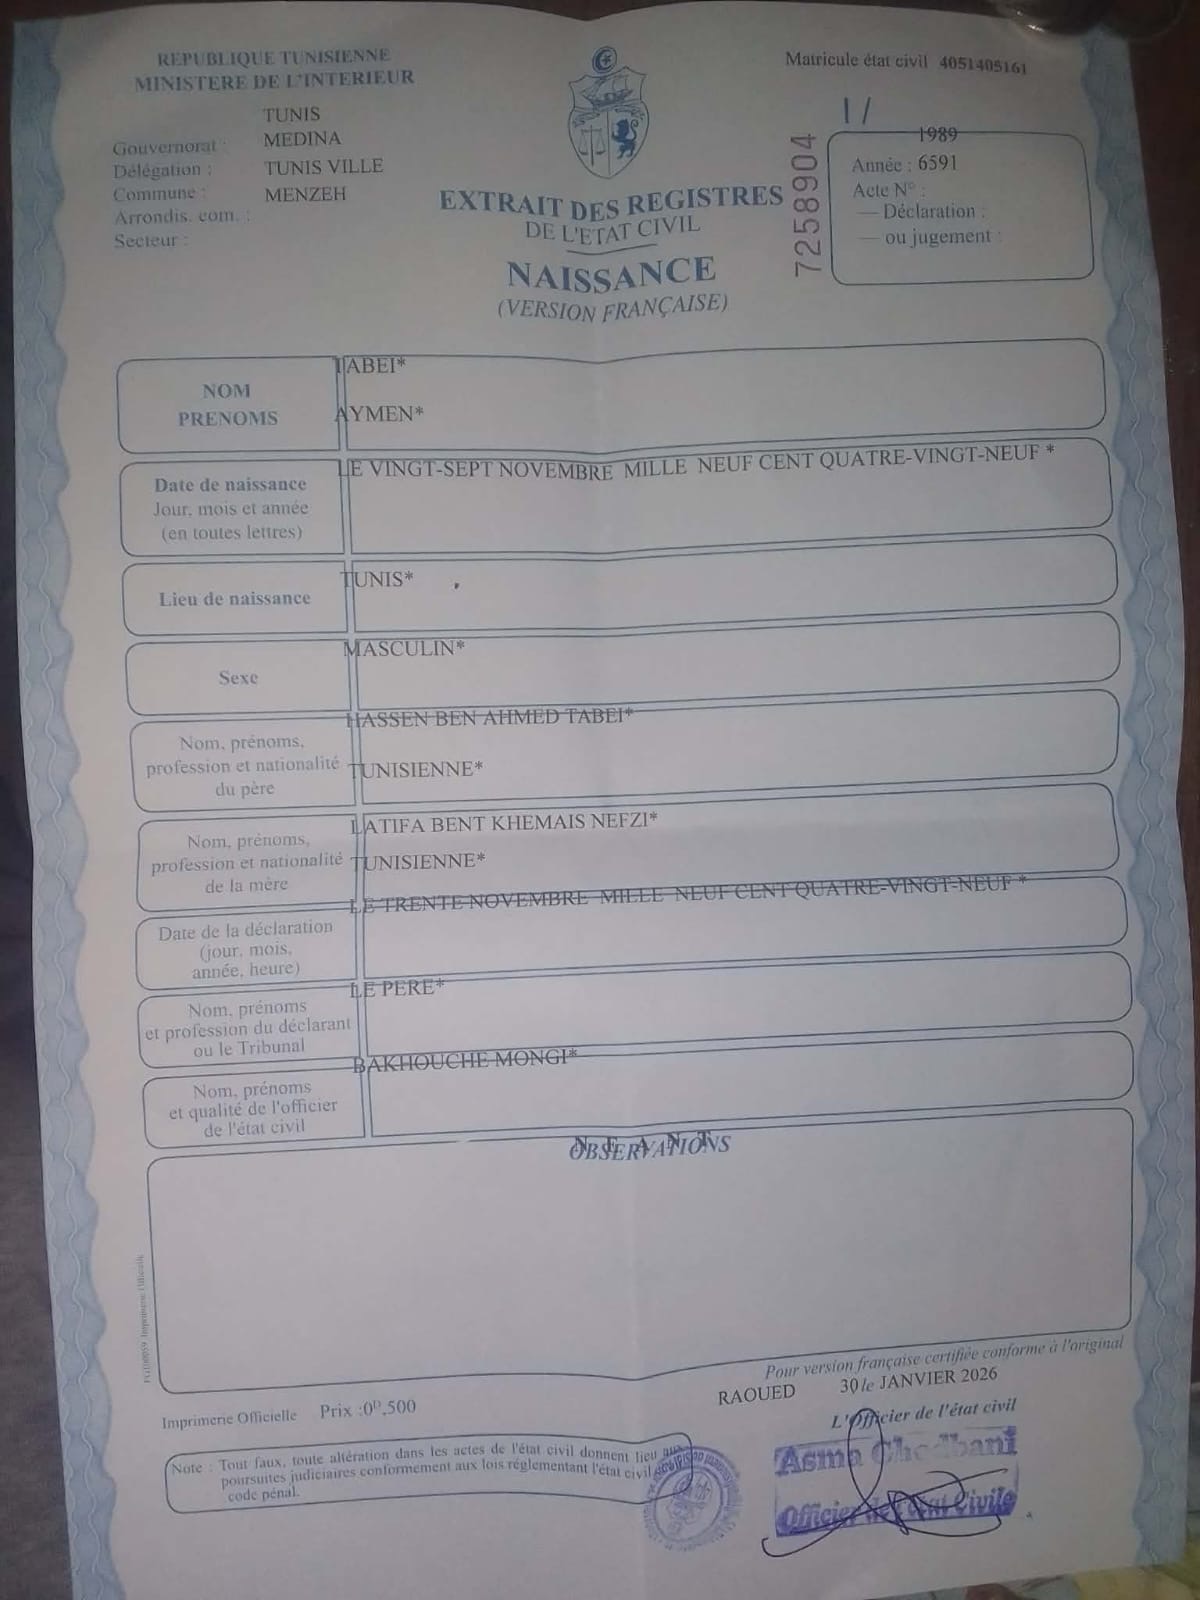 REPUBLIQUE TUNISIENNE
MINISTERE DE L'INTERIEUR
Matricule état civil 4051405161
Gouvernorat : TUNIS
Délégation : MEDINA
Commune : TUNIS VILLE
Arrondis. com. : MENZEH
Secteur :
1/
7258904
1989
Année : 6591
Acte N° :
— Déclaration :
— ou jugement :
EXTRAIT DES REGISTRES
DE L'ETAT CIVIL
NAISSANCE
(VERSION FRANÇAISE)
NOM
PRENOMS
TABEI*
AYMEN*
Date de naissance
Jour, mois et année
(en toutes lettres)
LE VINGT-SEPT NOVEMBRE MILLE NEUF CENT QUATRE-VINGT-NEUF *
Lieu de naissance
TUNIS*
Sexe
MASCULIN*
Nom, prénoms,
profession et nationalité
du père
HASSEN BEN AHMED TABEI*
TUNISIENNE*
Nom, prénoms,
profession et nationalité
de la mère
LATIFA BENT KHEMAIS NEFZI*
TUNISIENNE*
Date de la déclaration
(jour, mois,
année, heure)
LE TRENTE NOVEMBRE MILLE NEUF CENT QUATRE-VINGT-NEUF *
Nom, prénoms
et profession du déclarant
ou le Tribunal
LE PERE*
Nom, prénoms
et qualité de l'officier
de l'état civil
BAKHOUCHE MONGI*
OBSERVATIONS
N E A N T
Imprimerie Officielle
Pour version française certifiée conforme à l'original
RAOUED 30 le JANVIER 2026
L'Officier de l'état civil
Imprimerie Officielle Prix :0ᴰ,500
Note : Tout faux, toute altération dans les actes de l'état civil donnent lieu aux
poursuites judiciaires conformement aux lois réglementant l'état civil
code pénal.
Asma Chedbani
Officier de l'Etat Civile